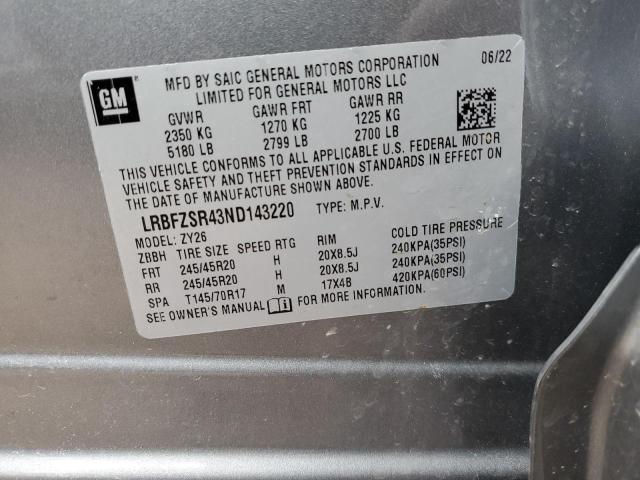 GM
MFD BY SAIC GENERAL MOTORS CORPORATION 06/22
LIMITED FOR GENERAL MOTORS LLC
GVWR GAWR FRT GAWR RR
2350 KG 1270 KG 1225 KG
5180 LB 2799 LB 2700 LB
THIS VEHICLE CONFORMS TO ALL APPLICABLE U.S. FEDERAL MOTOR
VEHICLE SAFETY AND THEFT PREVENTION STANDARDS IN EFFECT ON
THE DATE OF MANUFACTURE SHOWN ABOVE.
LRBFZSR43ND143220 TYPE: M.P.V.
MODEL: ZY26
ZBBH TIRE SIZE SPEED RTG RIM COLD TIRE PRESSURE
FRT 245/45R20 H 20X8.5J 240KPA(35PSI)
RR 245/45R20 H 20X8.5J 240KPA(35PSI)
SPA T145/70R17 M 17X4B 420KPA(60PSI)
SEE OWNER'S MANUAL FOR MORE INFORMATION.